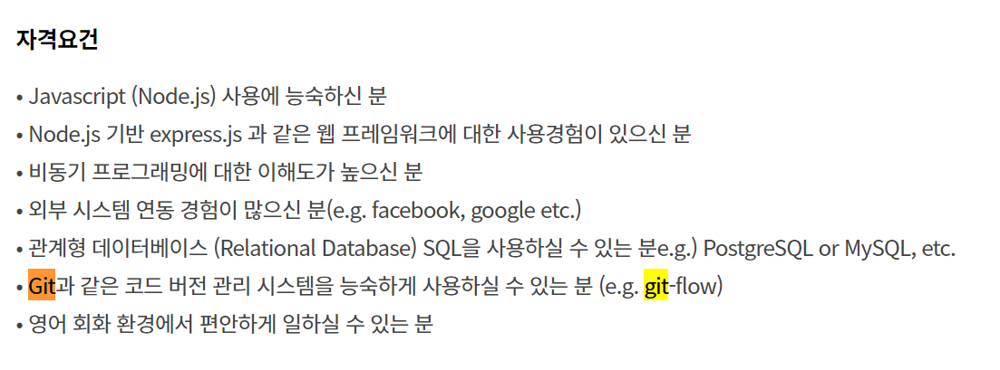 자격요건
• Javascript (Node.js) 사용에 능숙하신 분
• Node.js 기반 express.js 과 같은 웹 프레임워크에 대한 사용경험이 있으신 분
• 비동기 프로그래밍에 대한 이해도가 높으신 분
• 외부 시스템 연동 경험이 많으신 분(e.g. facebook, google etc.)
• 관계형 데이터베이스 (Relational Database) SQL을 사용하실 수 있는 분e.g.) PostgreSQL or MySQL, etc.
• Git과 같은 코드 버전 관리 시스템을 능숙하게 사용하실 수 있는 분 (e.g. git-flow)
• 영어 회화 환경에서 편안하게 일하실 수 있는 분